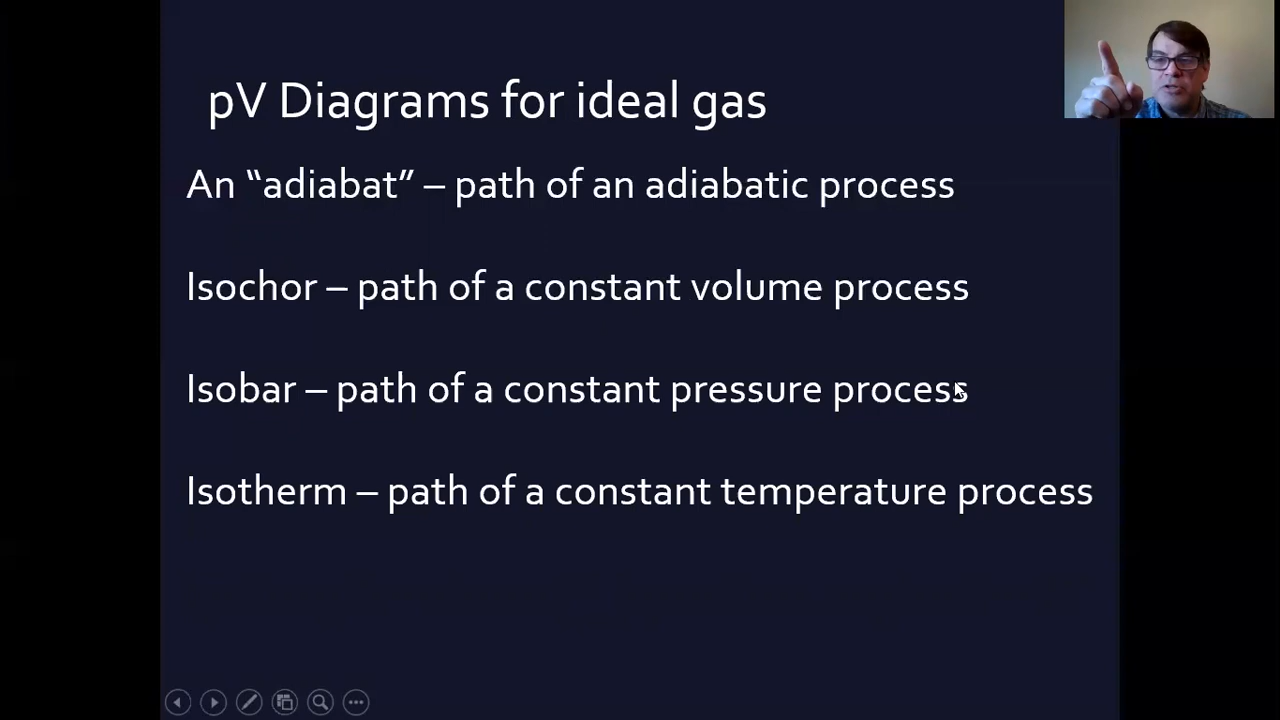 pV Diagrams for ideal gas
An “adiabat” – path of an adiabatic process
Isochor – path of a constant volume process
Isobar – path of a constant pressure process
Isotherm – path of a constant temperature process